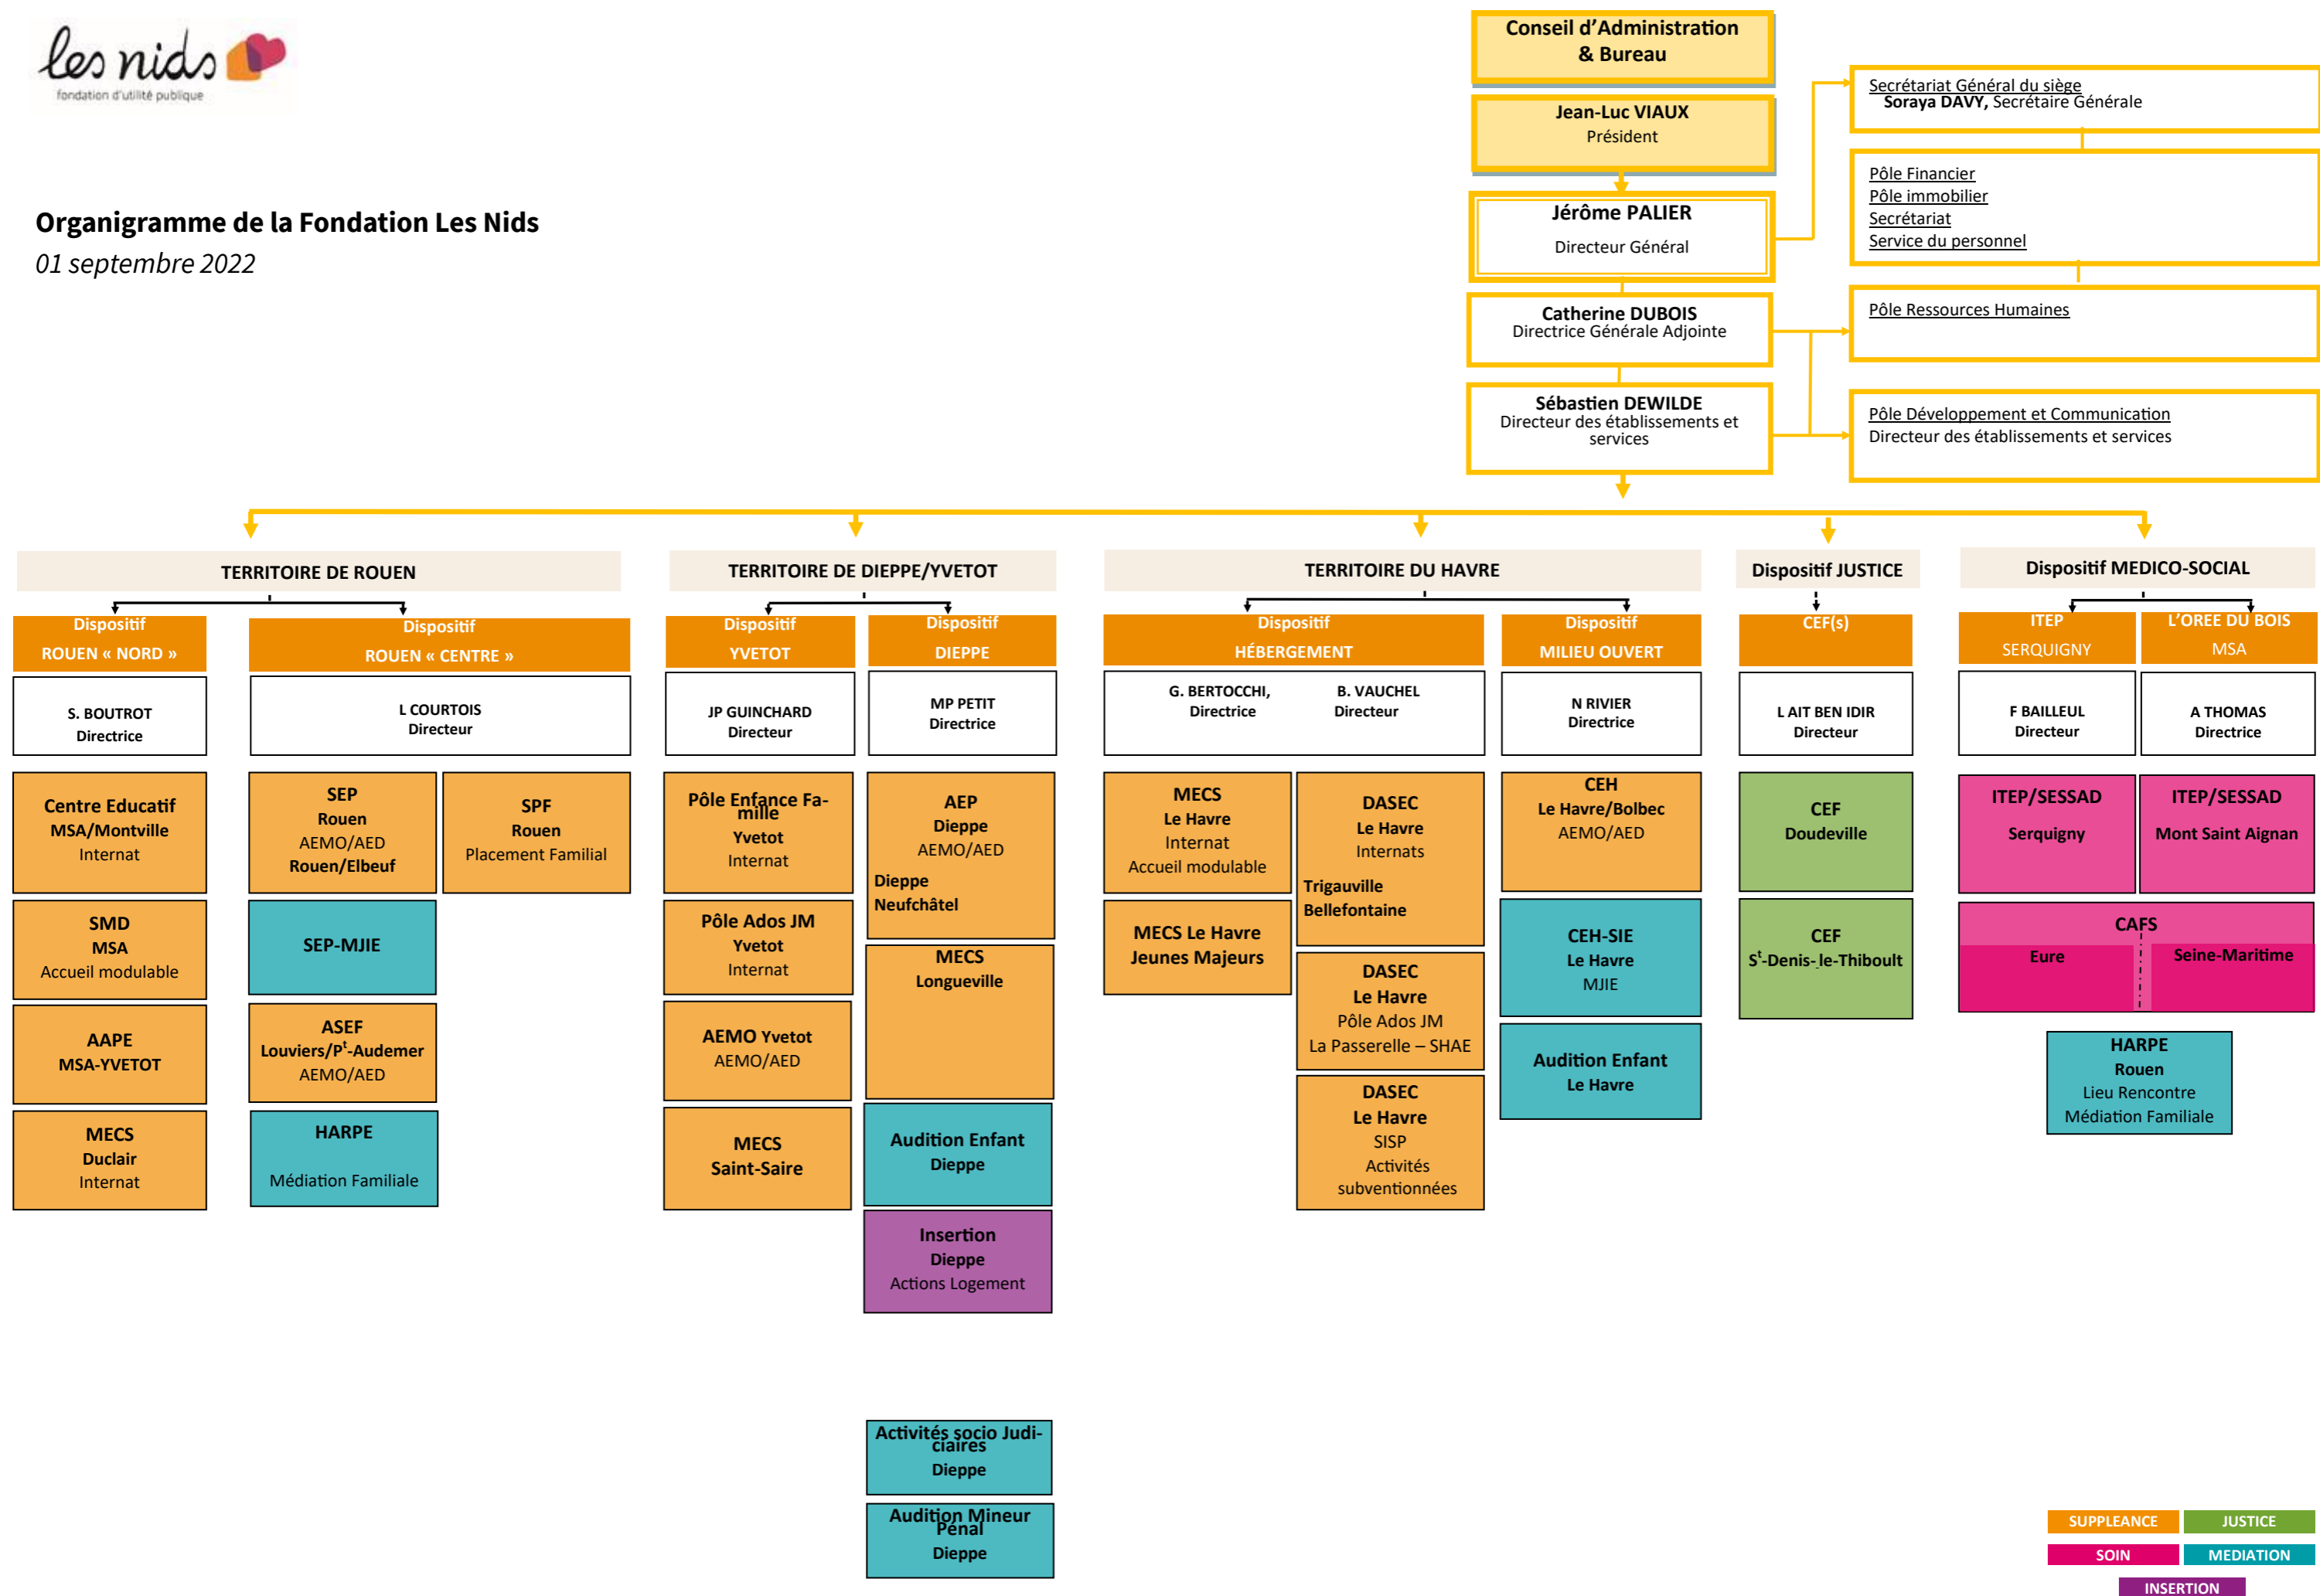 les nids
fondation d'utilité publique
Organigramme de la Fondation Les Nids
01 septembre 2022
Conseil d'Administration
& Bureau
Jean-Luc VIAUX
Président
Jérôme PALIER
Directeur Général
Catherine DUBOIS
Directrice Générale Adjointe
Sébastien DEWILDE
Directeur des établissements et
services
Secrétariat Général du siège
Soraya DAVY, Secrétaire Générale
Pôle Financier
Pôle immobilier
Secrétariat
Service du personnel
Pôle Ressources Humaines
Pôle Développement et Communication
Directeur des établissements et services
TERRITOIRE DE ROUEN
Dispositif
ROUEN « NORD »
S. BOUTROT
Directrice
Centre Educatif
MSA/Montville
Internat
SMD
MSA
Accueil modulable
AAPE
MSA-YVETOT
MECS
Duclair
Internat
Dispositif
ROUEN « CENTRE »
L COURTOIS
Directeur
SEP
Rouen
AEMO/AED
Rouen/Elbeuf
SPF
Rouen
Placement Familial
SEP-MJIE
ASEF
Louviers/Pt-Audemer
AEMO/AED
HARPE
Médiation Familiale
TERRITOIRE DE DIEPPE/YVETOT
Dispositif
YVETOT
JP GUINCHARD
Directeur
Pôle Enfance Fa-
mille
Yvetot
Internat
Pôle Ados JM
Yvetot
Internat
AEMO Yvetot
AEMO/AED
MECS
Saint-Saire
Dispositif
DIEPPE
MP PETIT
Directrice
AEP
Dieppe
AEMO/AED
Dieppe
Neufchâtel
MECS
Longueville
Audition Enfant
Dieppe
Insertion
Dieppe
Actions Logement
Activités socio Judi-
ciaires
Dieppe
Audition Mineur
Pénal
Dieppe
TERRITOIRE DU HAVRE
Dispositif
HÉBERGEMENT
G. BERTOCCHI,
Directrice
B. VAUCHEL
Directeur
MECS
Le Havre
Internat
Accueil modulable
MECS Le Havre
Jeunes Majeurs
DASEC
Le Havre
Internats
Trigauville
Bellefontaine
DASEC
Le Havre
Pôle Ados JM
La Passerelle – SHAE
DASEC
Le Havre
SISP
Activités
subventionnées
Dispositif
MILIEU OUVERT
N RIVIER
Directrice
CEH
Le Havre/Bolbec
AEMO/AED
CEH-SIE
Le Havre
MJIE
Audition Enfant
Le Havre
Dispositif JUSTICE
CEF(s)
L AIT BEN IDIR
Directeur
CEF
Doudeville
CEF
St-Denis-le-Thiboult
Dispositif MEDICO-SOCIAL
ITEP
SERQUIGNY
F BAILLEUL
Directeur
ITEP/SESSAD
Serquigny
L'OREE DU BOIS
MSA
A THOMAS
Directrice
ITEP/SESSAD
Mont Saint Aignan
CAFS
Eure
Seine-Maritime
HARPE
Rouen
Lieu Rencontre
Médiation Familiale
SUPPLEANCE
JUSTICE
SOIN
MEDIATION
INSERTION